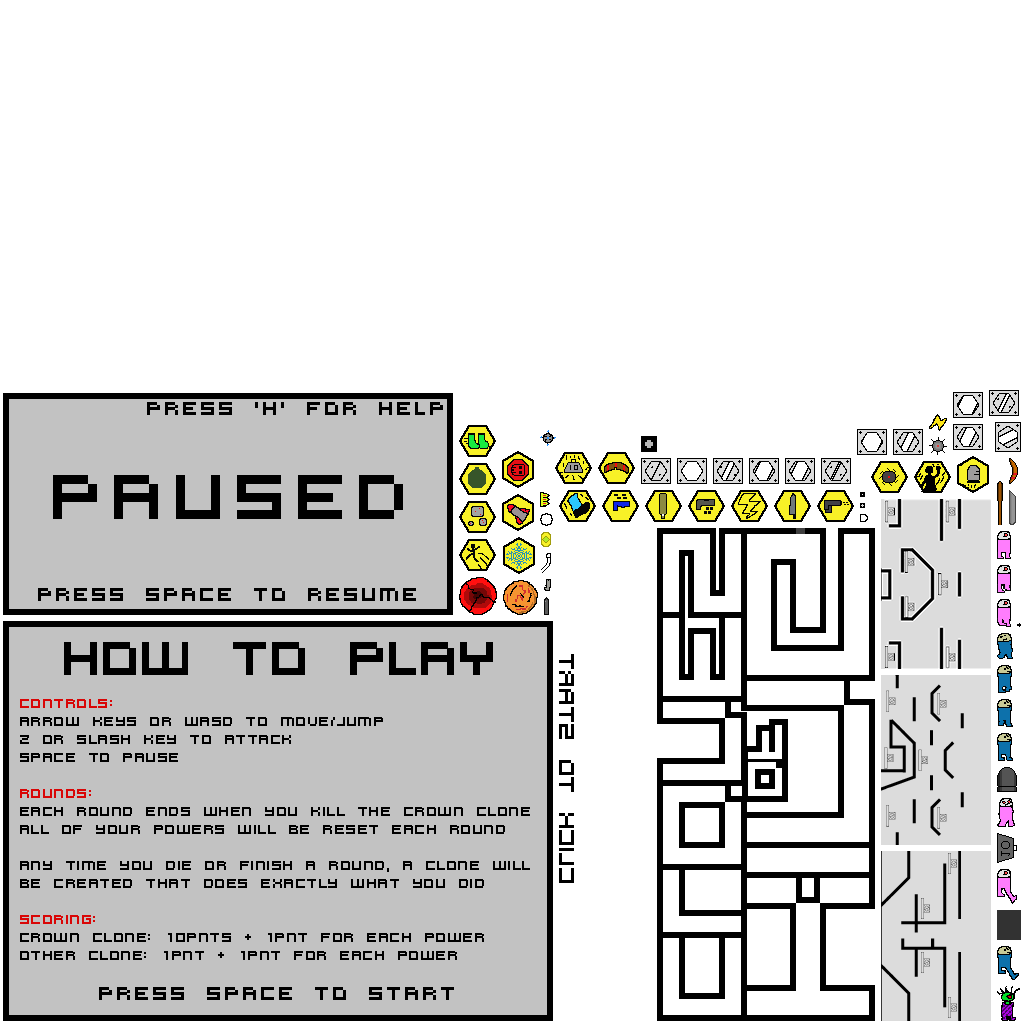 PRESS 'H' FOR HELP
PAUSED
PRESS SPACE TO RESUME
HOW TO PLAY
CONTROLS:
ARROW KEYS OR WASD TO MOVE/JUMP
Z OR SLASH KEY TO ATTACK
SPACE TO PAUSE
ROUNDS:
EACH ROUND ENDS WHEN YOU KILL THE CROWN CLONE
ALL OF YOUR POWERS WILL BE RESET EACH ROUND
ANY TIME YOU DIE OR FINISH A ROUND, A CLONE WILL
BE CREATED THAT DOES EXACTLY WHAT YOU DID
SCORING:
CROWN CLONE: 10PNTS + 1PNT FOR EACH POWER
OTHER CLONE: 1PNT + 1PNT FOR EACH POWER
PRESS SPACE TO START
CLICK TO START